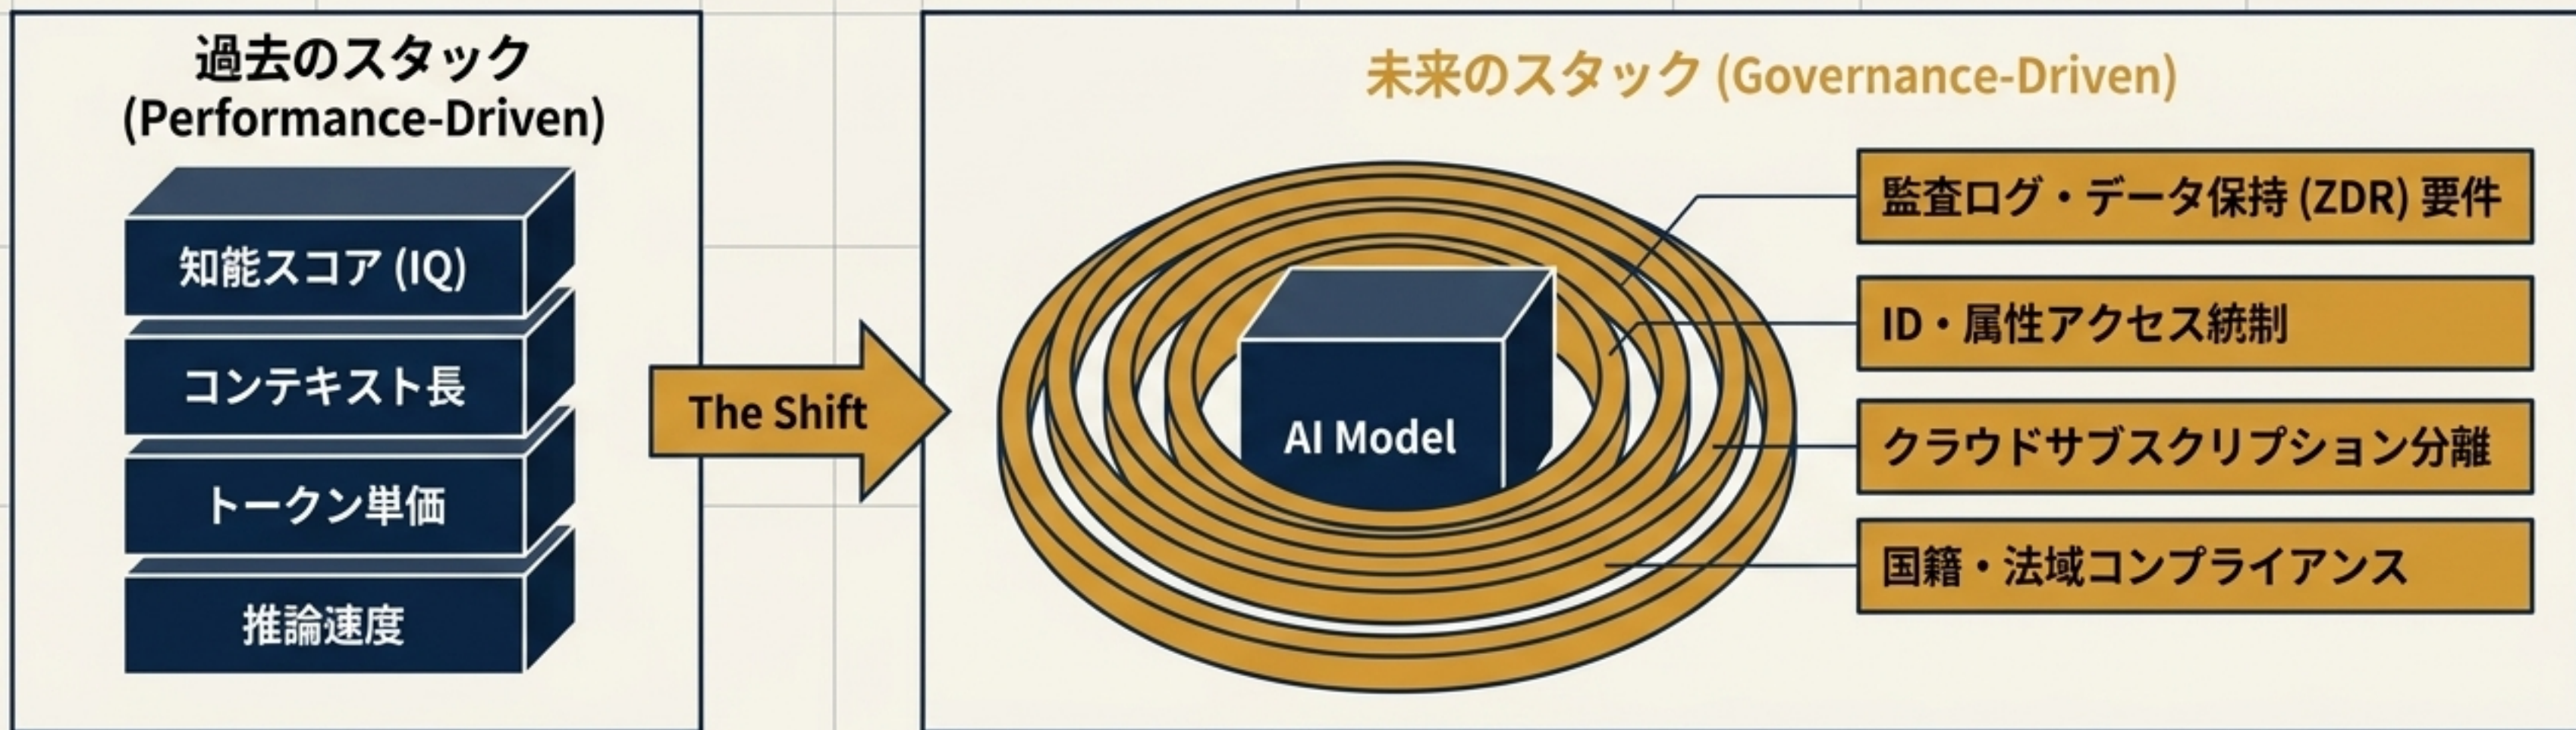 過去のスタック
(Performance-Driven)
知能スコア (IQ)
コンテキスト長
トークン単価
推論速度
The Shift
未来のスタック (Governance-Driven)
AI Model
監査ログ・データ保持 (ZDR) 要件
ID・属性アクセス統制
クラウドサブスクリプション分離
国籍・法域コンプライアンス